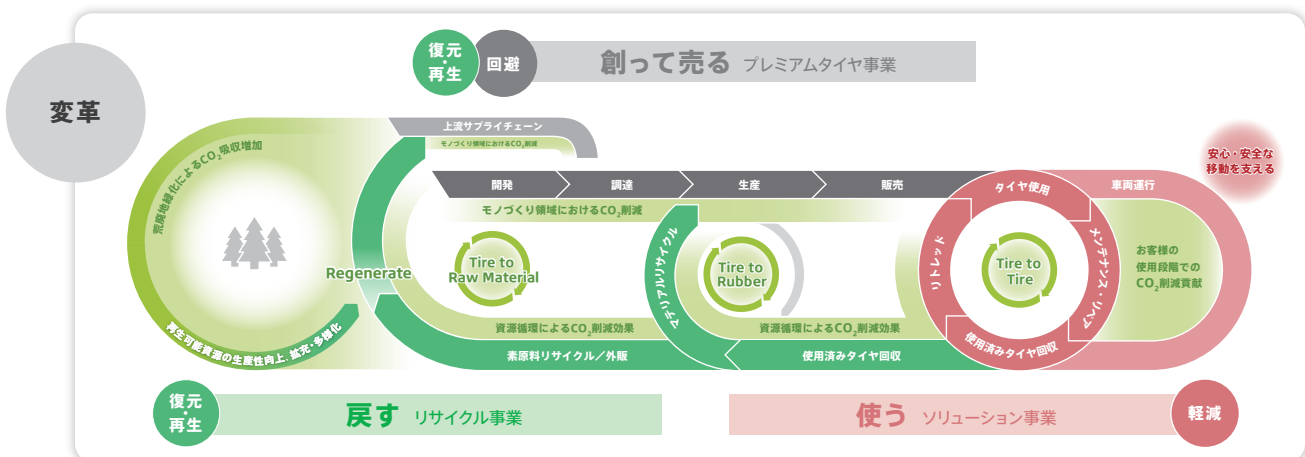 変革
復元
・
再生
回避
創って売る プレミアムタイヤ事業
上流サプライチェーン
モノづくり領域におけるCO₂削減
荒廃地緑化によるCO₂吸収増加
開発
調達
生産
販売
モノづくり領域におけるCO₂削減
Regenerate
Tire to
Raw Material
マテリアルリサイクル
Tire to
Rubber
タイヤ使用
リトレッド
Tire to
Tire
メンテナンス・リペア
使用済みタイヤ回収
車両運行
安心・安全な
移動を支える
お客様の
使用段階での
CO₂削減貢献
再生可能資源の生産性向上、拡充・多様化
資源循環によるCO₂削減効果
資源循環によるCO₂削減効果
素原料リサイクル／外販
使用済みタイヤ回収
復元
・
再生
戻す リサイクル事業
使う ソリューション事業
軽減